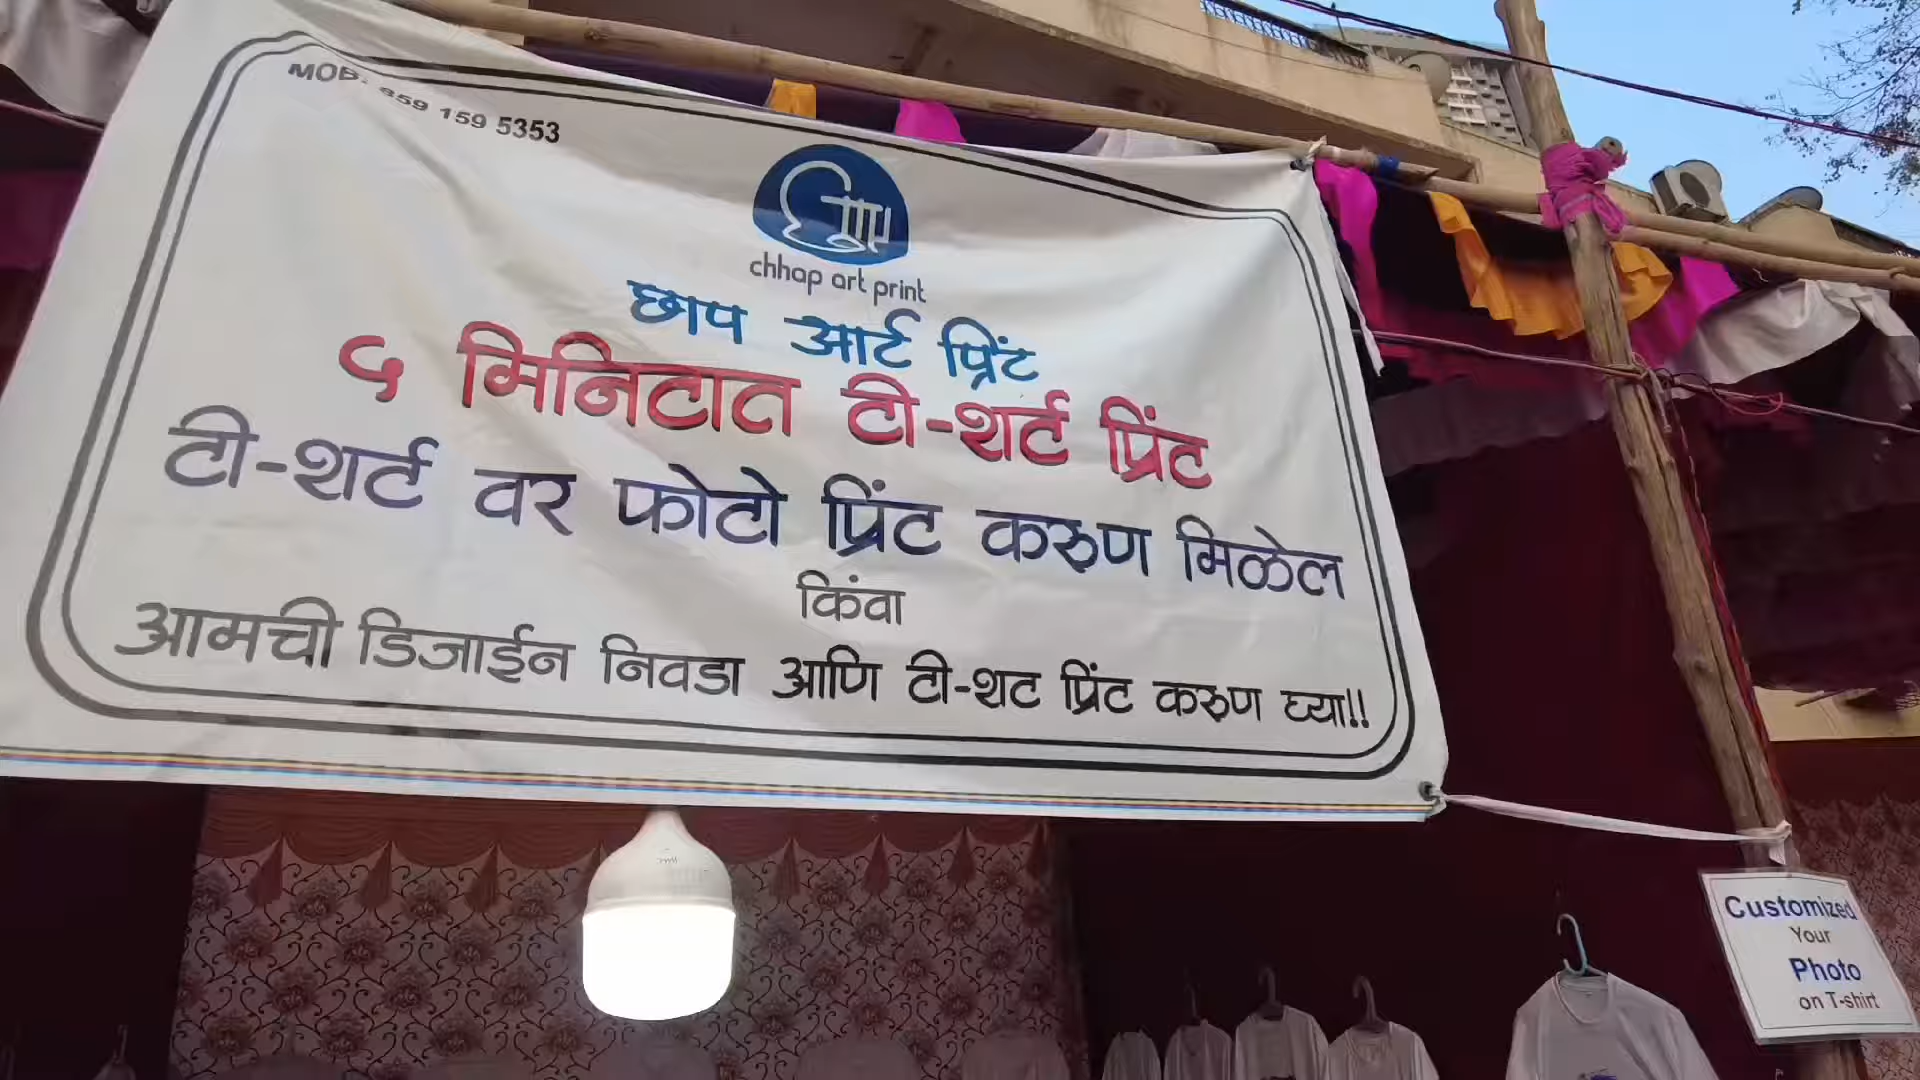 MOB. 859 159 5353
छाप
chhap art print
छाप आर्ट प्रिंट
५ मिनिटात टी-शर्ट प्रिंट
टी-शर्ट वर फोटो प्रिंट करुण मिळेल
किंवा
आमची डिजाईन निवडा आणि टी-शट प्रिंट करुण घ्या!!
Customized
Your
Photo
on T-shirt